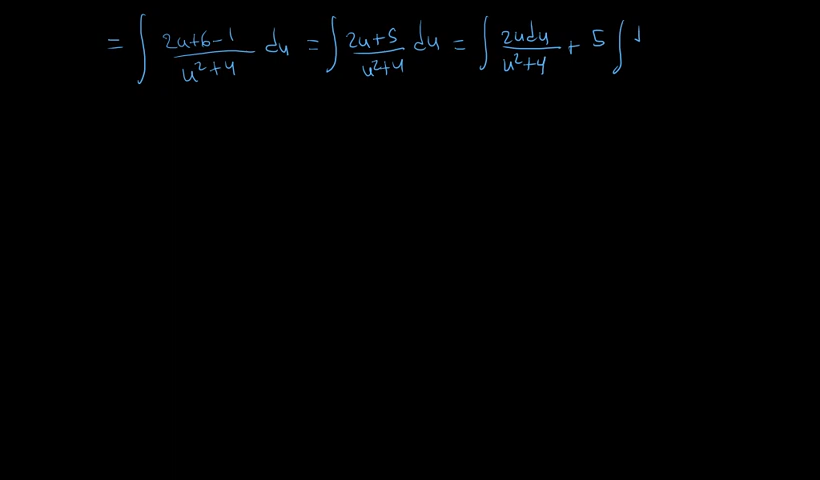 = ∫ (2u+6-1)/(u²+4) du = ∫ (2u+5)/(u²+4) du = ∫ 2udu/(u²+4) + 5 ∫